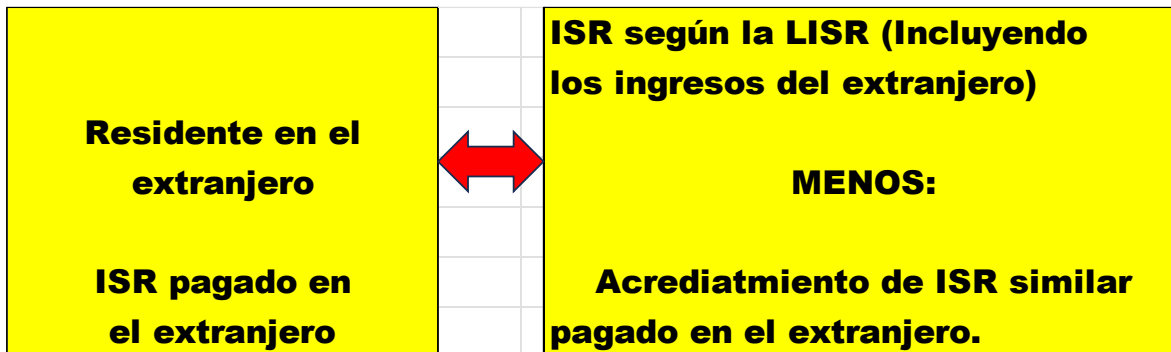 Residente en el
extranjero
ISR pagado en
el extranjero
ISR según la LISR (Incluyendo
los ingresos del extranjero)
MENOS:
Acrediatmiento de ISR similar
pagado en el extranjero.